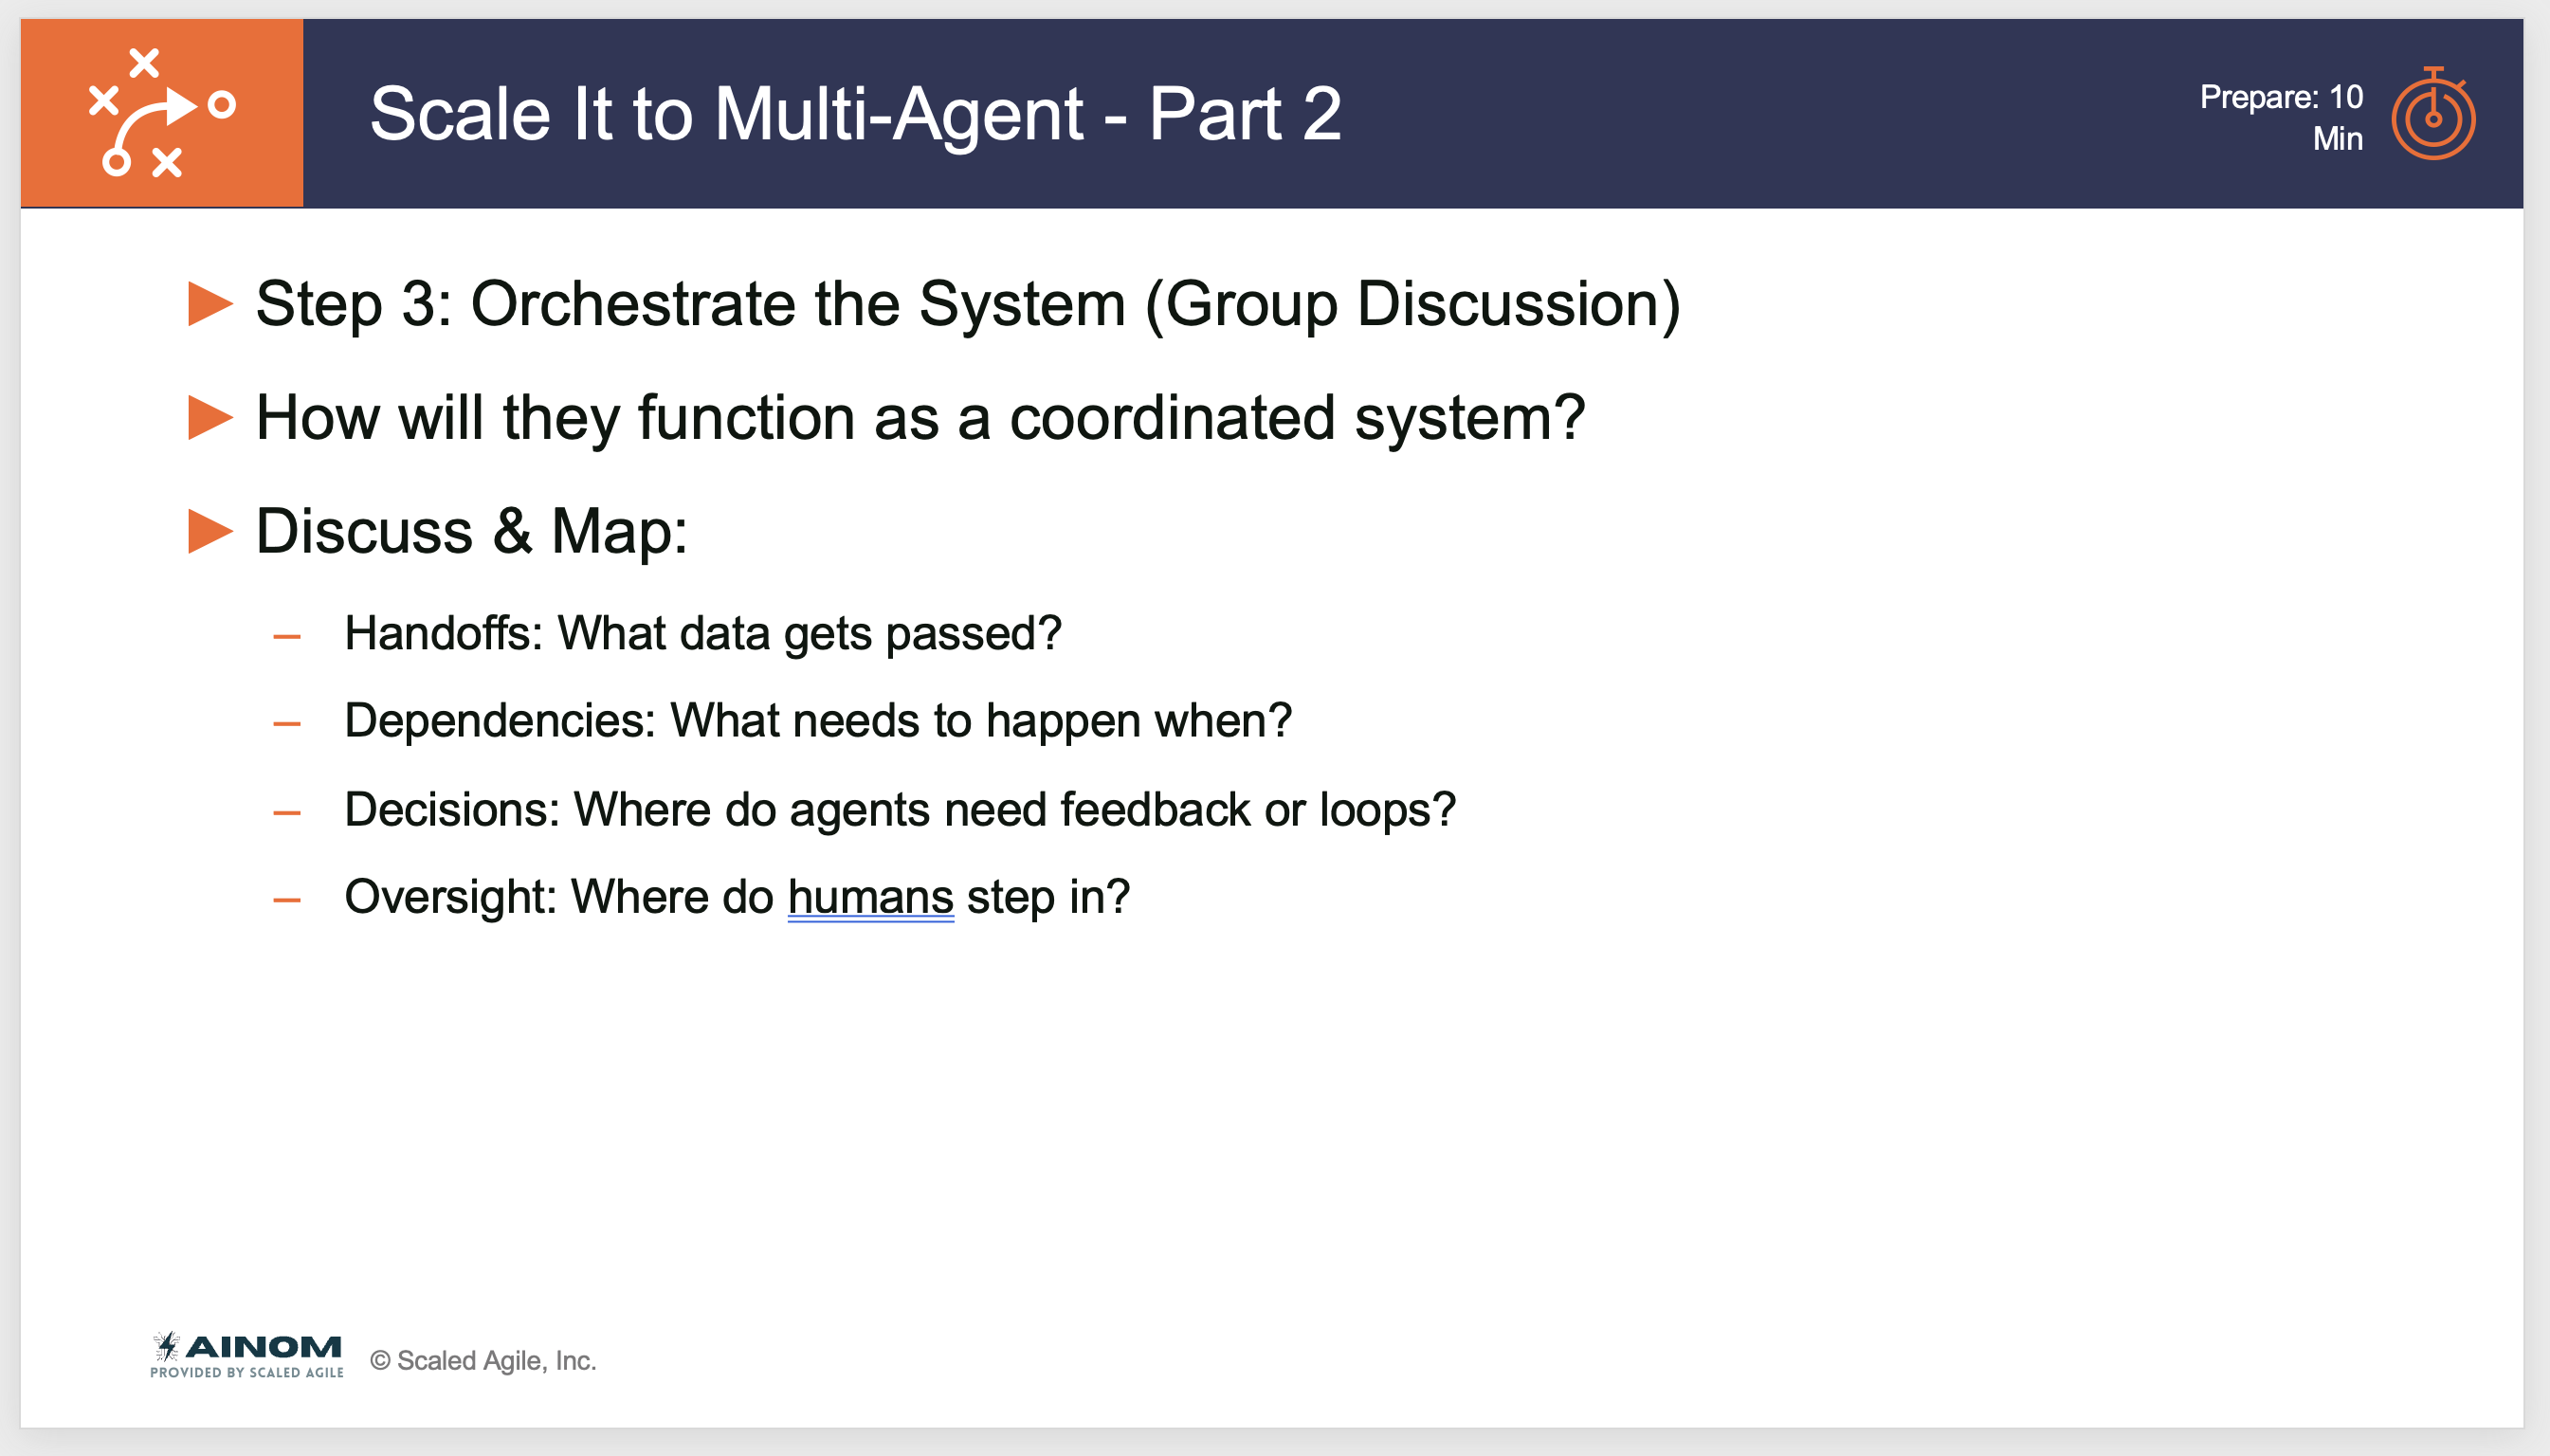 Scale It to Multi-Agent - Part 2
Prepare: 10
Min
Step 3: Orchestrate the System (Group Discussion)
How will they function as a coordinated system?
Discuss & Map:
– Handoffs: What data gets passed?
– Dependencies: What needs to happen when?
– Decisions: Where do agents need feedback or loops?
– Oversight: Where do humans step in?
AINOM
PROVIDED BY SCALED AGILE
© Scaled Agile, Inc.